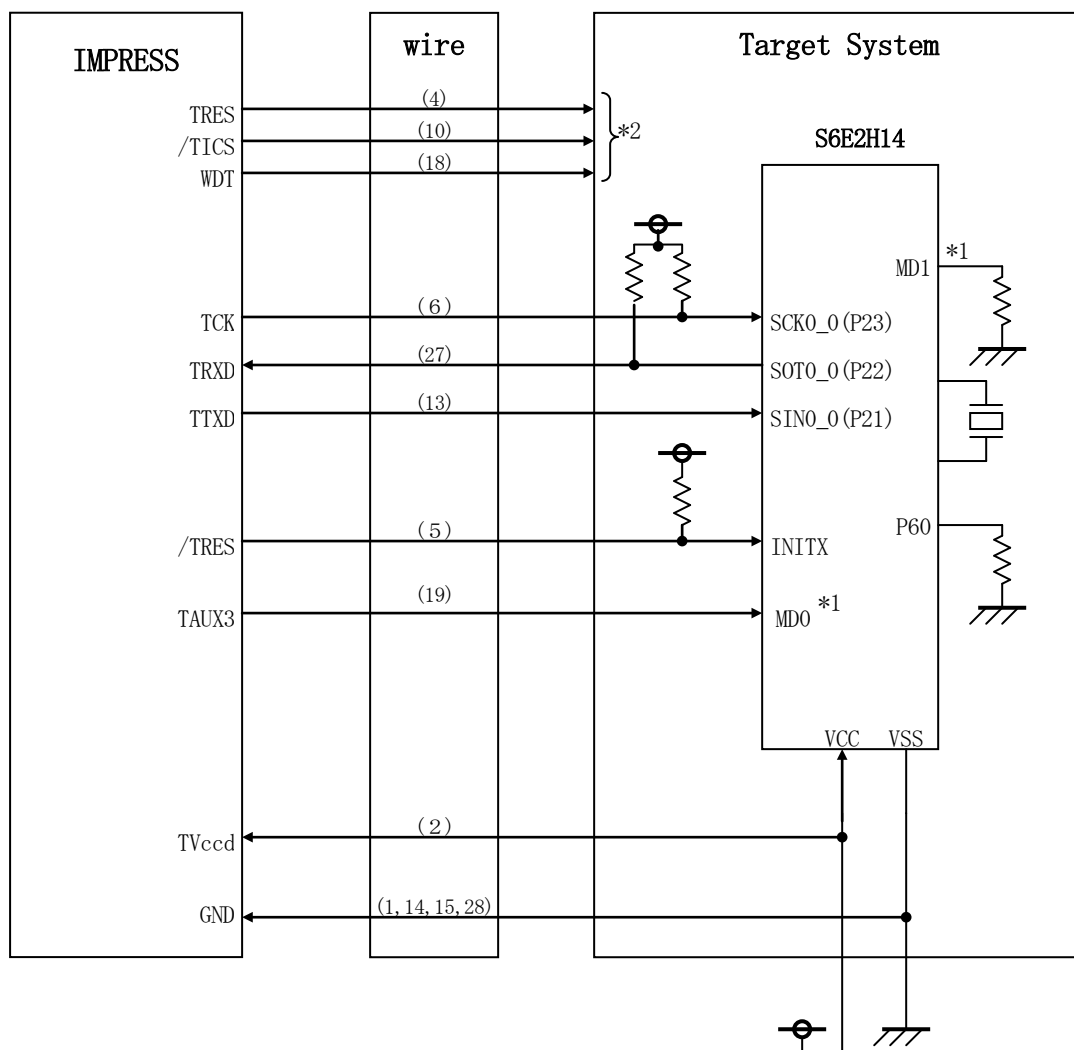 IMPRESS
wire
Target System
TRES
(4)
/TICS
(10)
*2
WDT
(18)
S6E2H14
MD1
*1
TCK
(6)
SCK0_0(P23)
TRXD
(27)
SOT0_0(P22)
TTXD
(13)
SIN0_0(P21)
P60
/TRES
(5)
INITX
TAUX3
(19)
MD0 *1
VCC
VSS
TVccd
(2)
GND
(1,14,15,28)